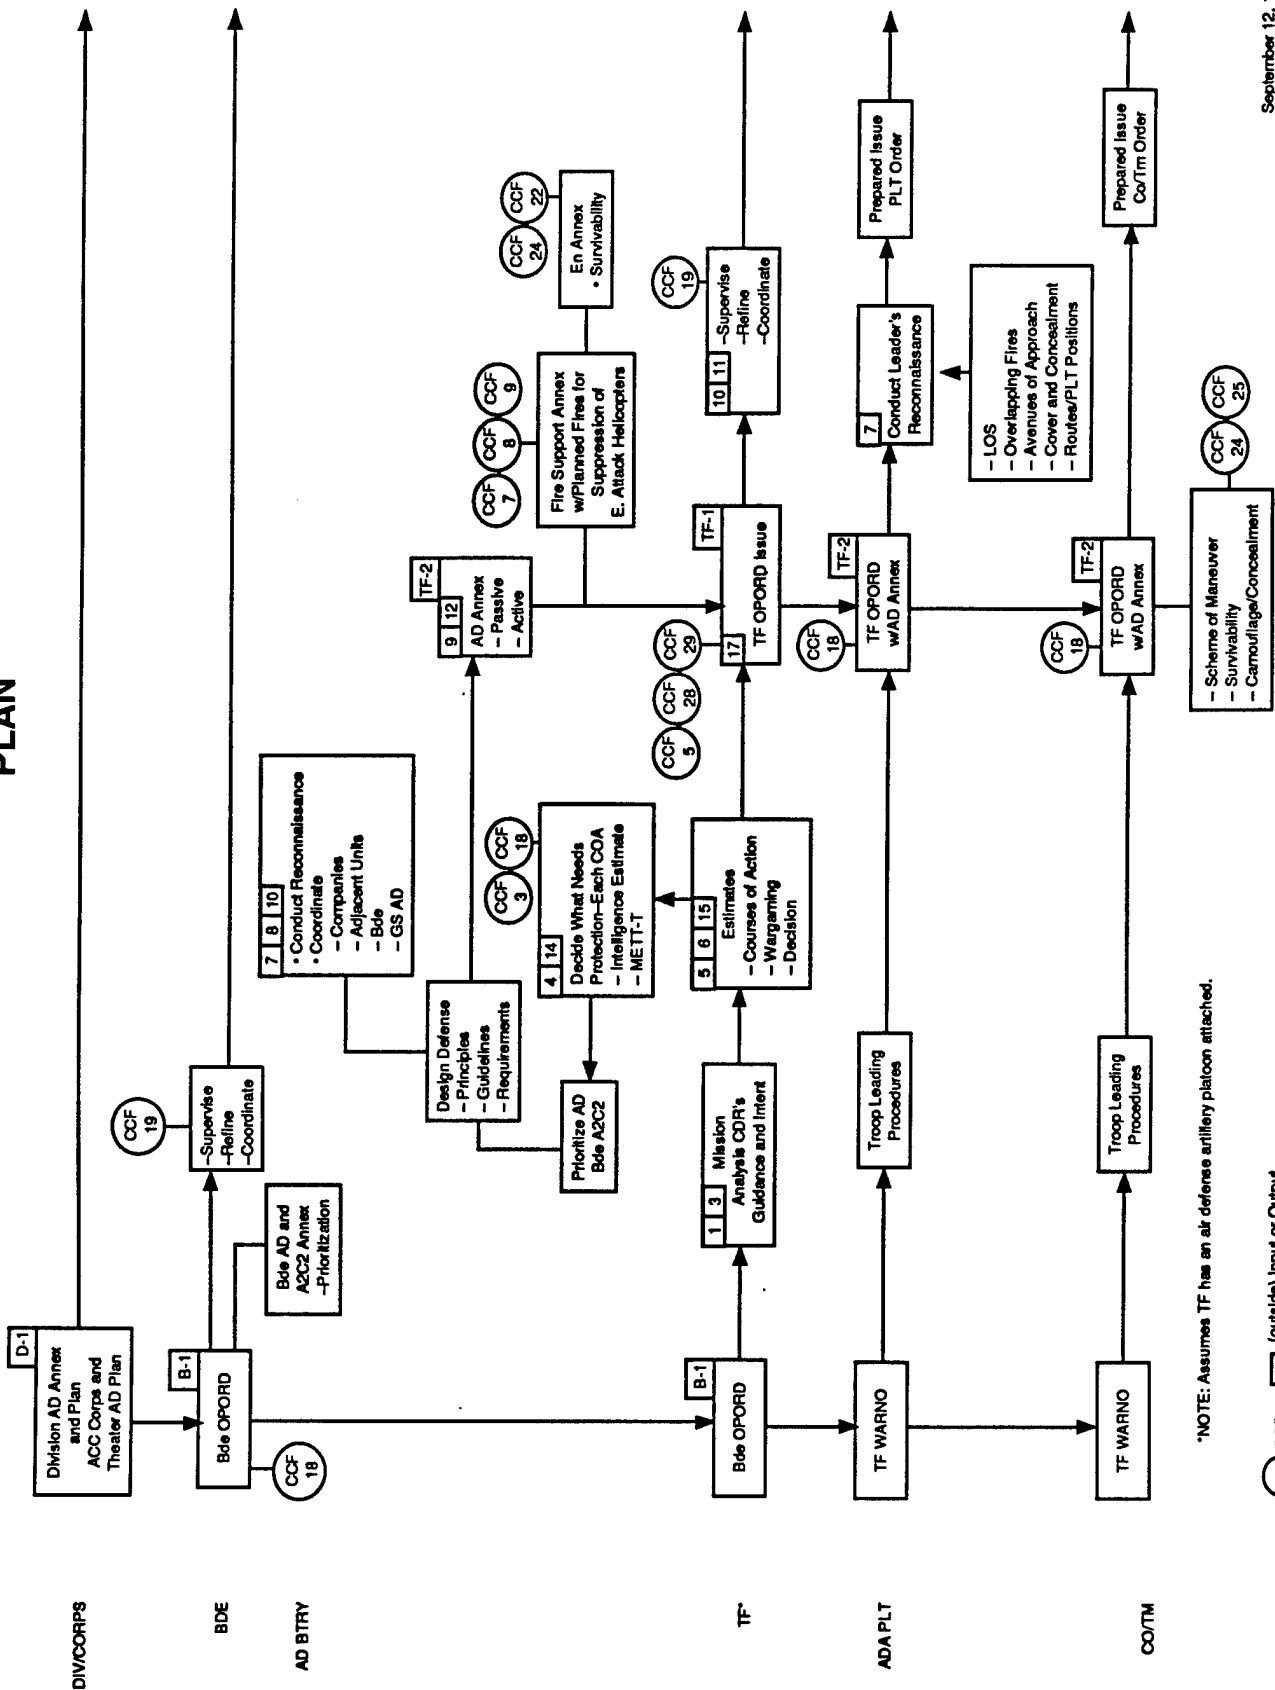 PLAN
DIV/CORPS
D-1
Division AD Annex
and Plan
ACC Corps and
Theater AD Plan
BDE
B-1
Bde OPORD
CCF
18
CCF
19
–Supervise
–Refine
–Coordinate
AD BTRY
Bde AD and
A2C2 Annex
–Prioritization
7 8 10
• Conduct Reconnaissance
• Coordinate
– Companies
– Adjacent Units
– Bde
– GS AD
Design Defense
– Principles
– Guidelines
– Requirements
TF-2
9 12
AD Annex
– Passive
– Active
CCF
7
CCF
8
CCF
9
Fire Support Annex
w/Planned Fires for
Suppression of
E. Attack Helicopters
CCF
24
CCF
22
En Annex
• Survivability
Prioritize AD
Bde A2C2
CCF
3
CCF
18
4 14
Decide What Needs
Protection–Each COA
– Intelligence Estimate
– METT-T
TF*
B-1
Bde OPORD
1 3
Mission
Analysis CDR's
Guidance and Intent
5 6 15
Estimates
– Courses of Action
– Wargaming
– Decision
CCF
5
CCF
28
CCF
29
17
TF-1
TF OPORD Issue
CCF
19
10 11
–Supervise
–Refine
–Coordinate
ADA PLT
TF WARNO
Troop Leading
Procedures
CCF
18
TF-2
TF OPORD
w/AD Annex
7
Conduct Leader's
Reconnaissance
Prepared Issue
PLT Order
– LOS
– Overlapping Fires
– Avenues of Approach
– Cover and Concealment
– Routes/PLT Positions
CO/TM
TF WARNO
Troop Leading
Procedures
CCF
18
TF-2
TF OPORD
w/AD Annex
Prepared Issue
Co/Tm Order
– Scheme of Maneuver
– Survivability
– Camouflage/Concealment
CCF
24
CCF
25
*NOTE: Assumes TF has an air defense artillery platoon attached.
(outside) Input or Output
September 12,